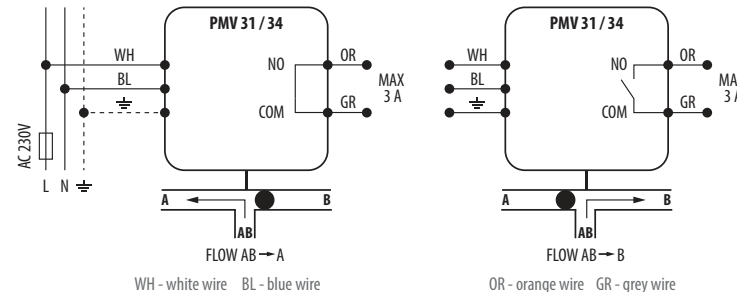 PMV 31 / 34
WH
BL
NO
COM
OR
GR
MAX
3 A
AC 230V
L N
A
B
AB
FLOW AB → A
WH - white wire BL - blue wire
PMV 31 / 34
WH
BL
NO
COM
OR
GR
MA
3 A
A
B
AB
FLOW AB → B
OR - orange wire GR - grey wire